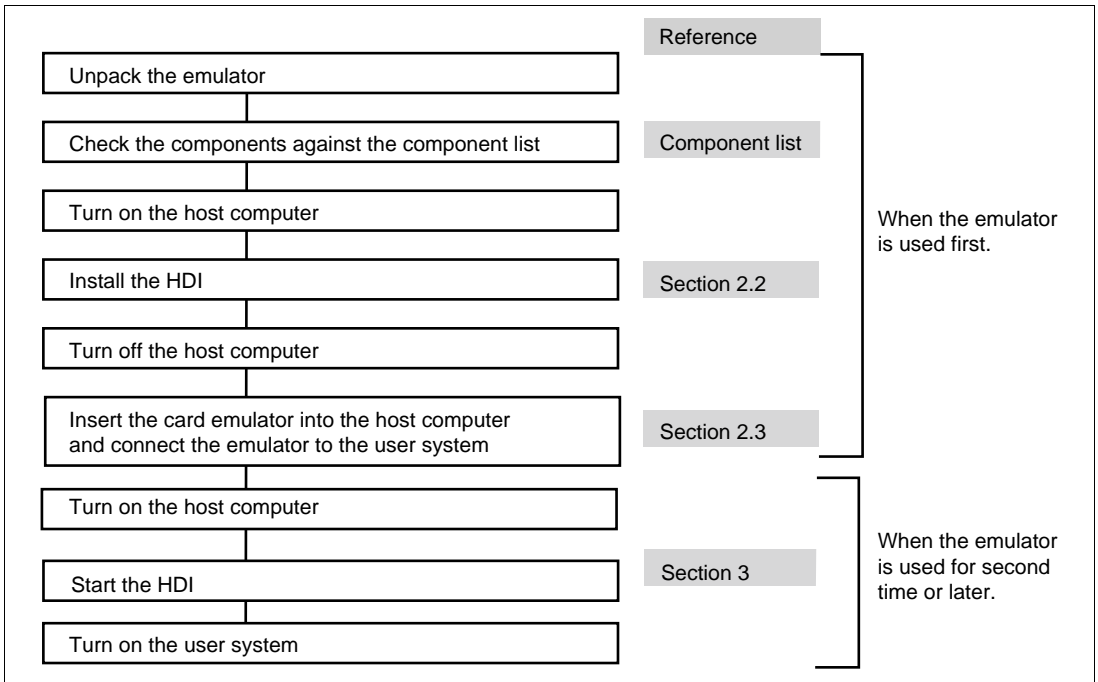 Reference
Unpack the emulator
Check the components against the component list
Component list
Turn on the host computer
When the emulator
is used first.
Install the HDI
Section 2.2
Turn off the host computer
Insert the card emulator into the host computer
and connect the emulator to the user system
Section 2.3
Turn on the host computer
Start the HDI
Section 3
When the emulator
is used for second
time or later.
Turn on the user system